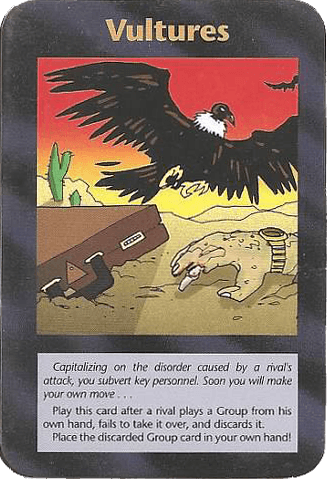 Vultures
Capitalizing on the disorder caused by a rival's
attack, you subvert key personnel. Soon you will make
your own move . . .
Play this card after a rival plays a Group from his
own hand, fails to take it over, and discards it.
Place the discarded Group card in your own hand!